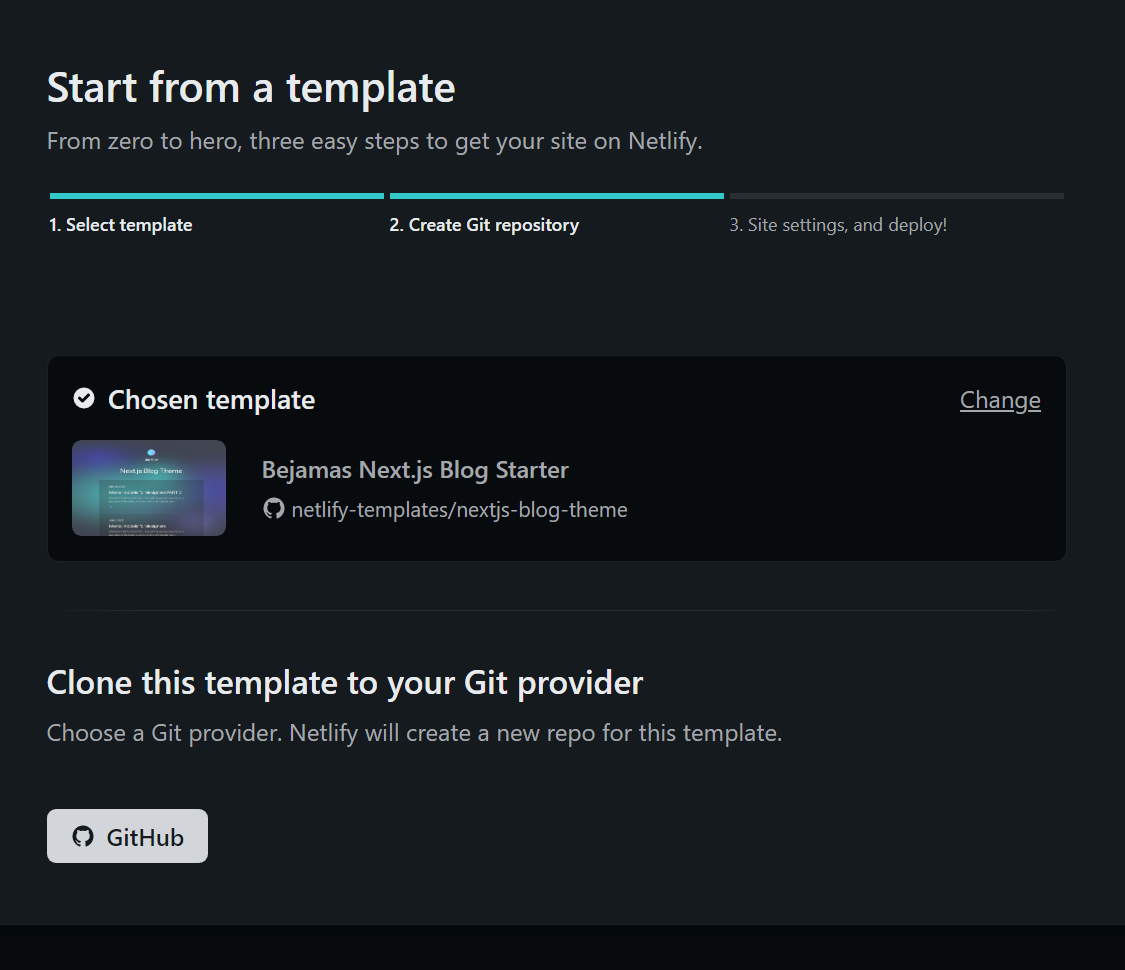 Start from a template
From zero to hero, three easy steps to get your site on Netlify.
1. Select template
2. Create Git repository
3. Site settings, and deploy!
Chosen template
Change
Next.js Blog Theme
Bejamas Next.js Blog Starter
netlify-templates/nextjs-blog-theme
Clone this template to your Git provider
Choose a Git provider. Netlify will create a new repo for this template.
GitHub